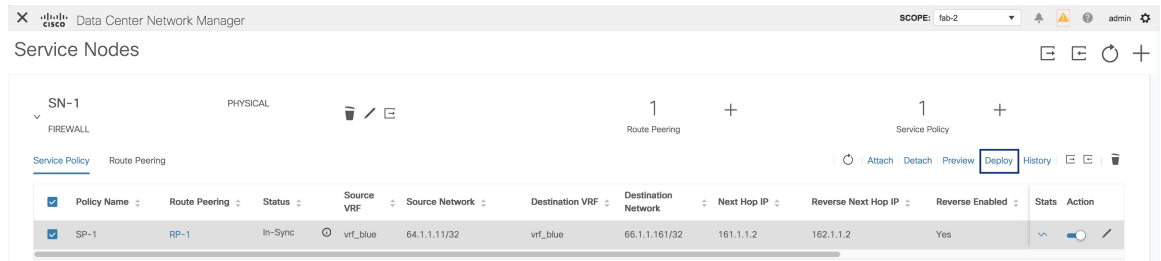 CISCO Data Center Network Manager SCOPE: fab-2 admin
Service Nodes
SN-1 PHYSICAL 1 1
FIREWALL Route Peering Service Policy
Service Policy Route Peering Attach Detach Preview Deploy History
Policy Name Route Peering Status Source VRF Source Network Destination VRF Destination Network Next Hop IP Reverse Next Hop IP Reverse Enabled Stats Action
SP-1 RP-1 In-Sync vrf_blue 64.1.1.11/32 vrf_blue 66.1.1.161/32 161.1.1.2 162.1.1.2 Yes